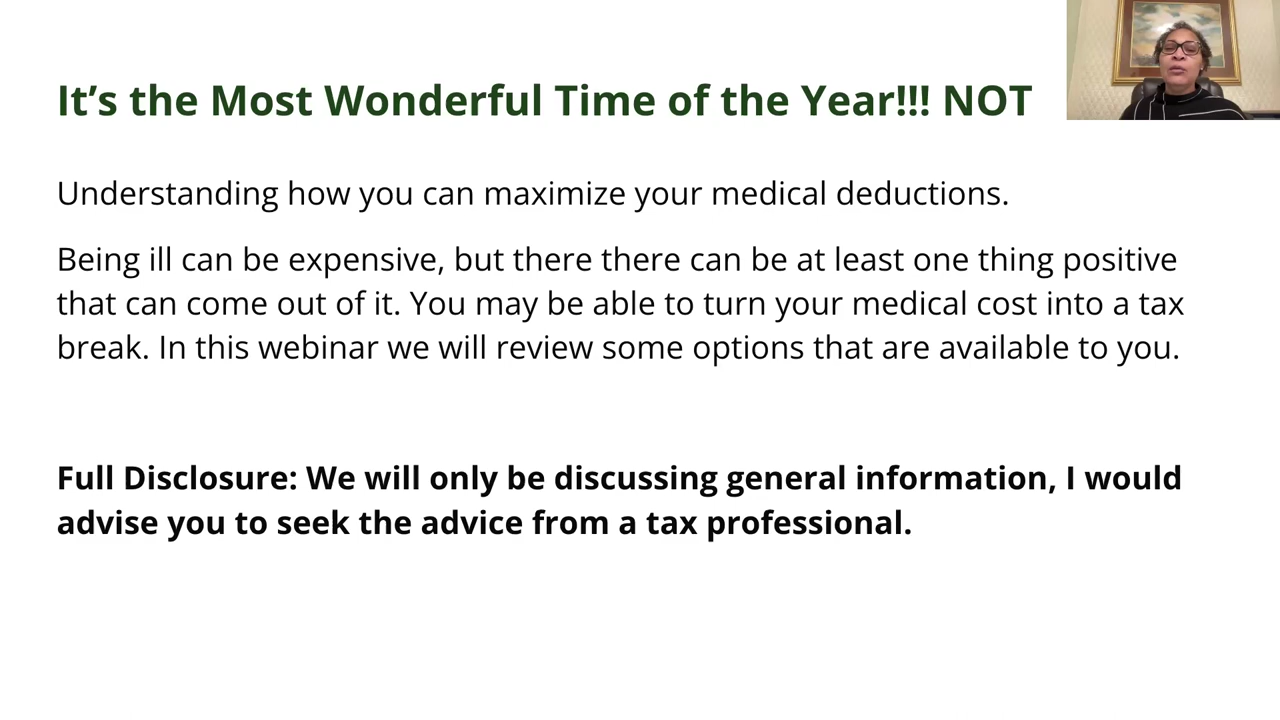 It’s the Most Wonderful Time of the Year!!! NOT
Understanding how you can maximize your medical deductions.
Being ill can be expensive, but there there can be at least one thing positive
that can come out of it. You may be able to turn your medical cost into a tax
break. In this webinar we will review some options that are available to you.
Full Disclosure: We will only be discussing general information, I would
advise you to seek the advice from a tax professional.